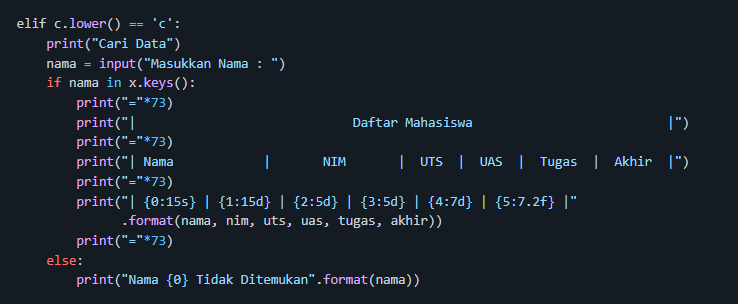 elif c.lower() == 'c':
    print("Cari Data")
    nama = input("Masukkan Nama : ")
    if nama in x.keys():
        print("="*73)
        print("|                             Daftar Mahasiswa                          |")
        print("="*73)
        print("| Nama            |       NIM       |  UTS  |  UAS  |  Tugas  |  Akhir  |")
        print("="*73)
        print("| {0:15s} | {1:15d} | {2:5d} | {3:5d} | {4:7d} | {5:7.2f} |"
              .format(nama, nim, uts, uas, tugas, akhir))
        print("="*73)
    else:
        print("Nama {0} Tidak Ditemukan".format(nama))